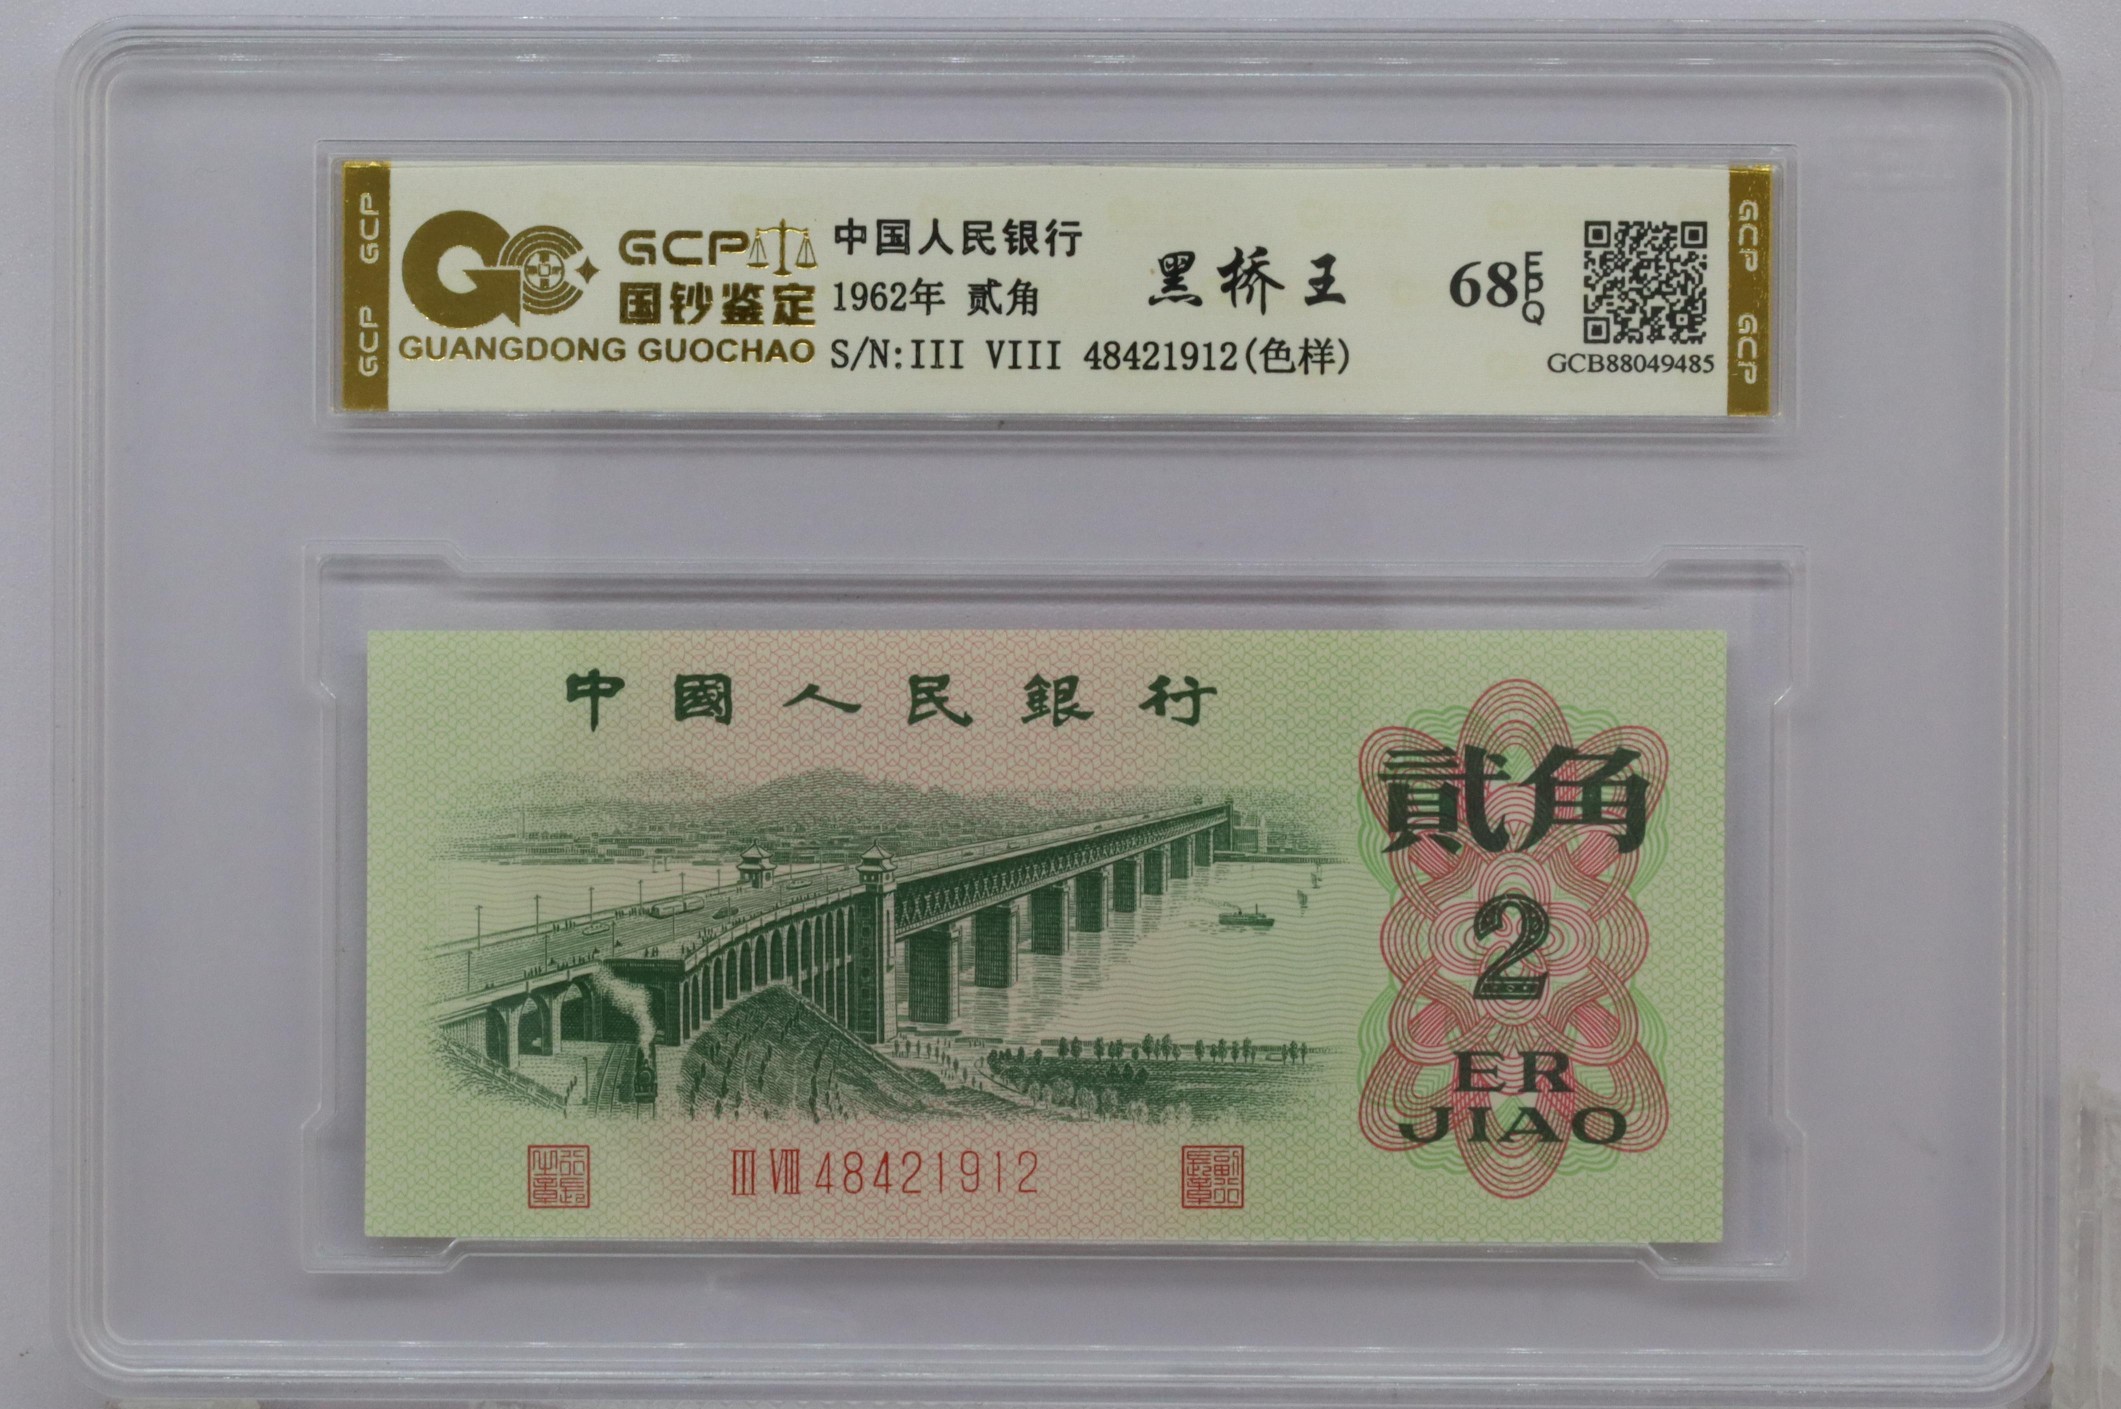 GCP GCP
GCP
国钞鉴定
GUANGDONG GUOCHAO
中国人民银行
1962年 贰角
S/N:III VIII 48421912(色样)
黑桥王
68 EPQ
GCB88049485
GCP GCP
中國人民銀行
貳角
2
ER
JIAO
III VIII 48421912